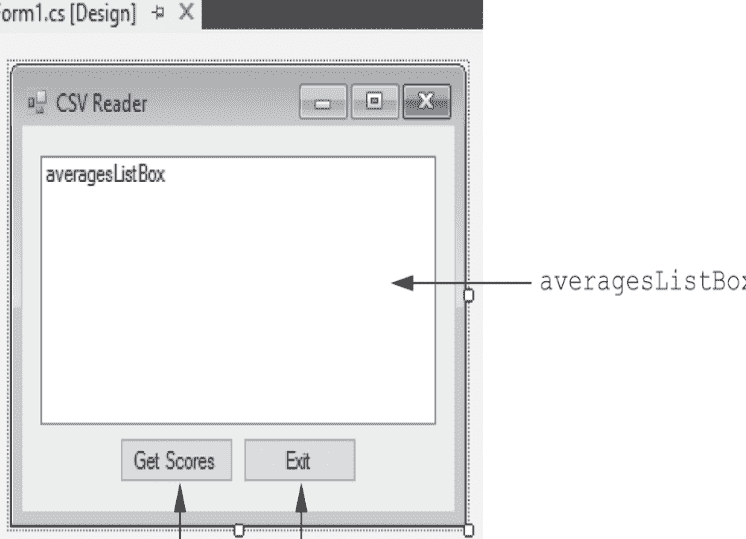 Form1.cs [Design]
CSV Reader
averagesListBox
averagesListBox
Get Scores
Exit